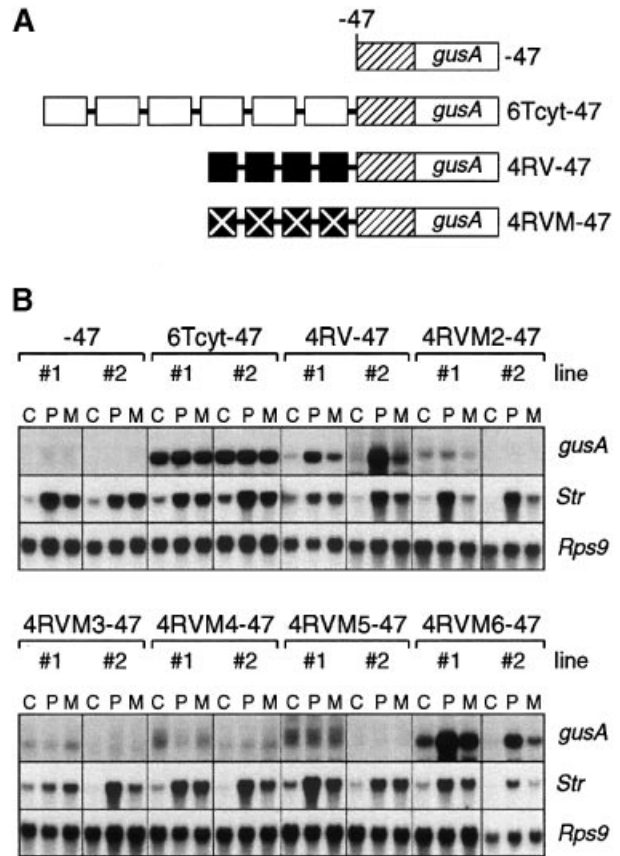 A
-47
gusA -47
gusA 6Tcyt-47
gusA 4RV-47
gusA 4RVM-47
B
-47 6Tcyt-47 4RV-47 4RVM2-47
#1 #2 #1 #2 #1 #2 #1 #2 line
C P M C P M C P M C P M C P M C P M C P M C P M
gusA
Str
Rps9
4RVM3-47 4RVM4-47 4RVM5-47 4RVM6-47
#1 #2 #1 #2 #1 #2 #1 #2 line
C P M C P M C P M C P M C P M C P M C P M C P M
gusA
Str
Rps9